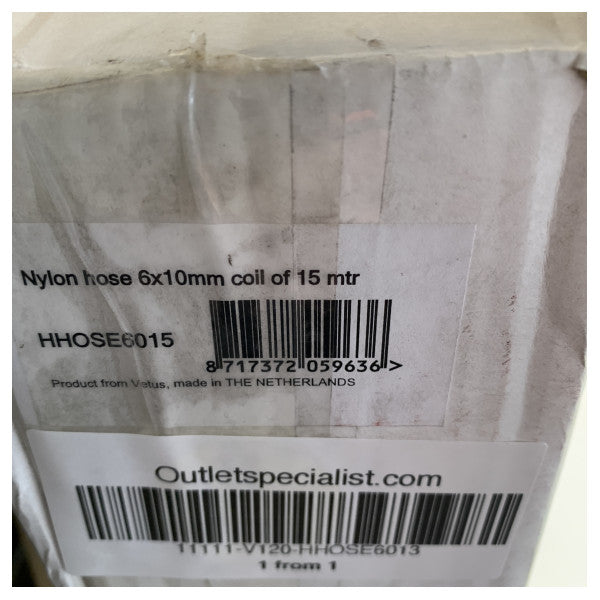 Nylon hose 6x10mm coil of 15 mtr
HHOSE6015
8 717372 059636 >
Product from Vetus, made in THE NETHERLANDS
Outletspecialist.com
11111-V120-HHOSE6013
1 from 1